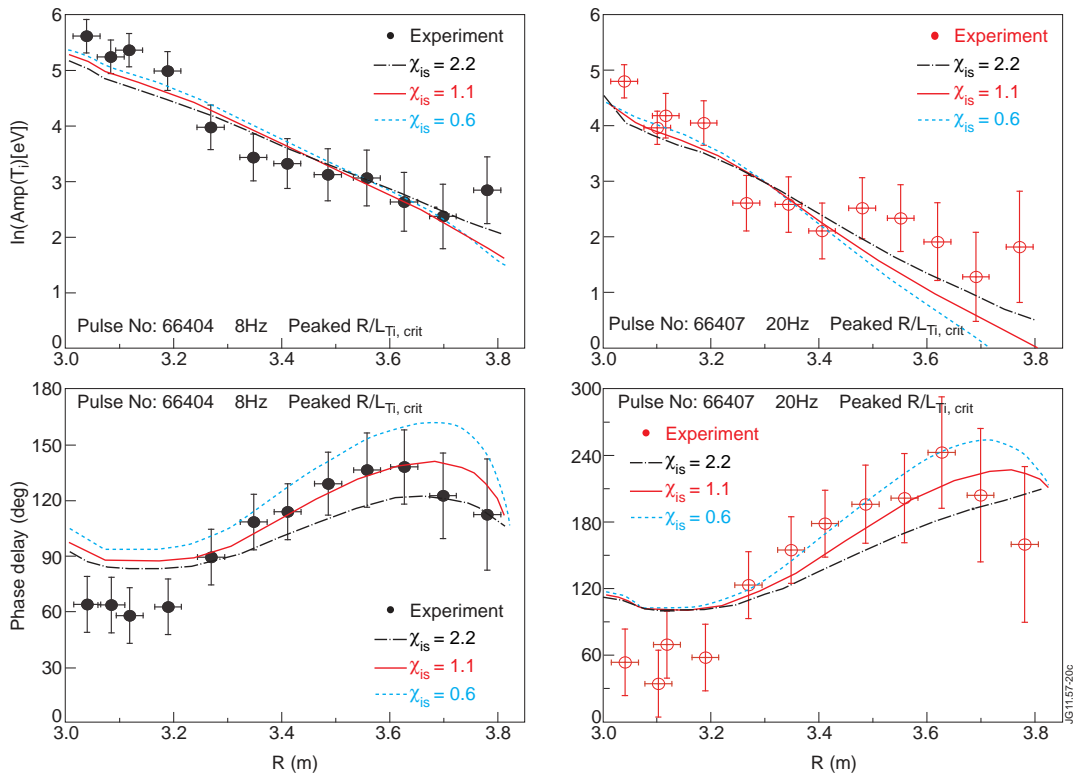 6
5
4
3
2
1
0
ln(Amp(Ti)[eV]
Experiment
χis = 2.2
χis = 1.1
χis = 0.6
Pulse No: 66404 8Hz Peaked R/LTi, crit
3.0 3.2 3.4 3.6 3.8
6
5
4
3
2
1
0
Experiment
χis = 2.2
χis = 1.1
χis = 0.6
Pulse No: 66407 20Hz Peaked R/LTi, crit
3.0 3.2 3.4 3.6 3.8
180
150
120
90
60
30
0
Phase delay (deg)
Pulse No: 66404 8Hz Peaked R/LTi, crit
Experiment
χis = 2.2
χis = 1.1
χis = 0.6
3.0 3.2 3.4 3.6 3.8
R (m)
300
240
180
120
60
0
Pulse No: 66407 20Hz Peaked R/LTi, crit
Experiment
χis = 2.2
χis = 1.1
χis = 0.6
3.0 3.2 3.4 3.6 3.8
R (m)
JG11.57-20c